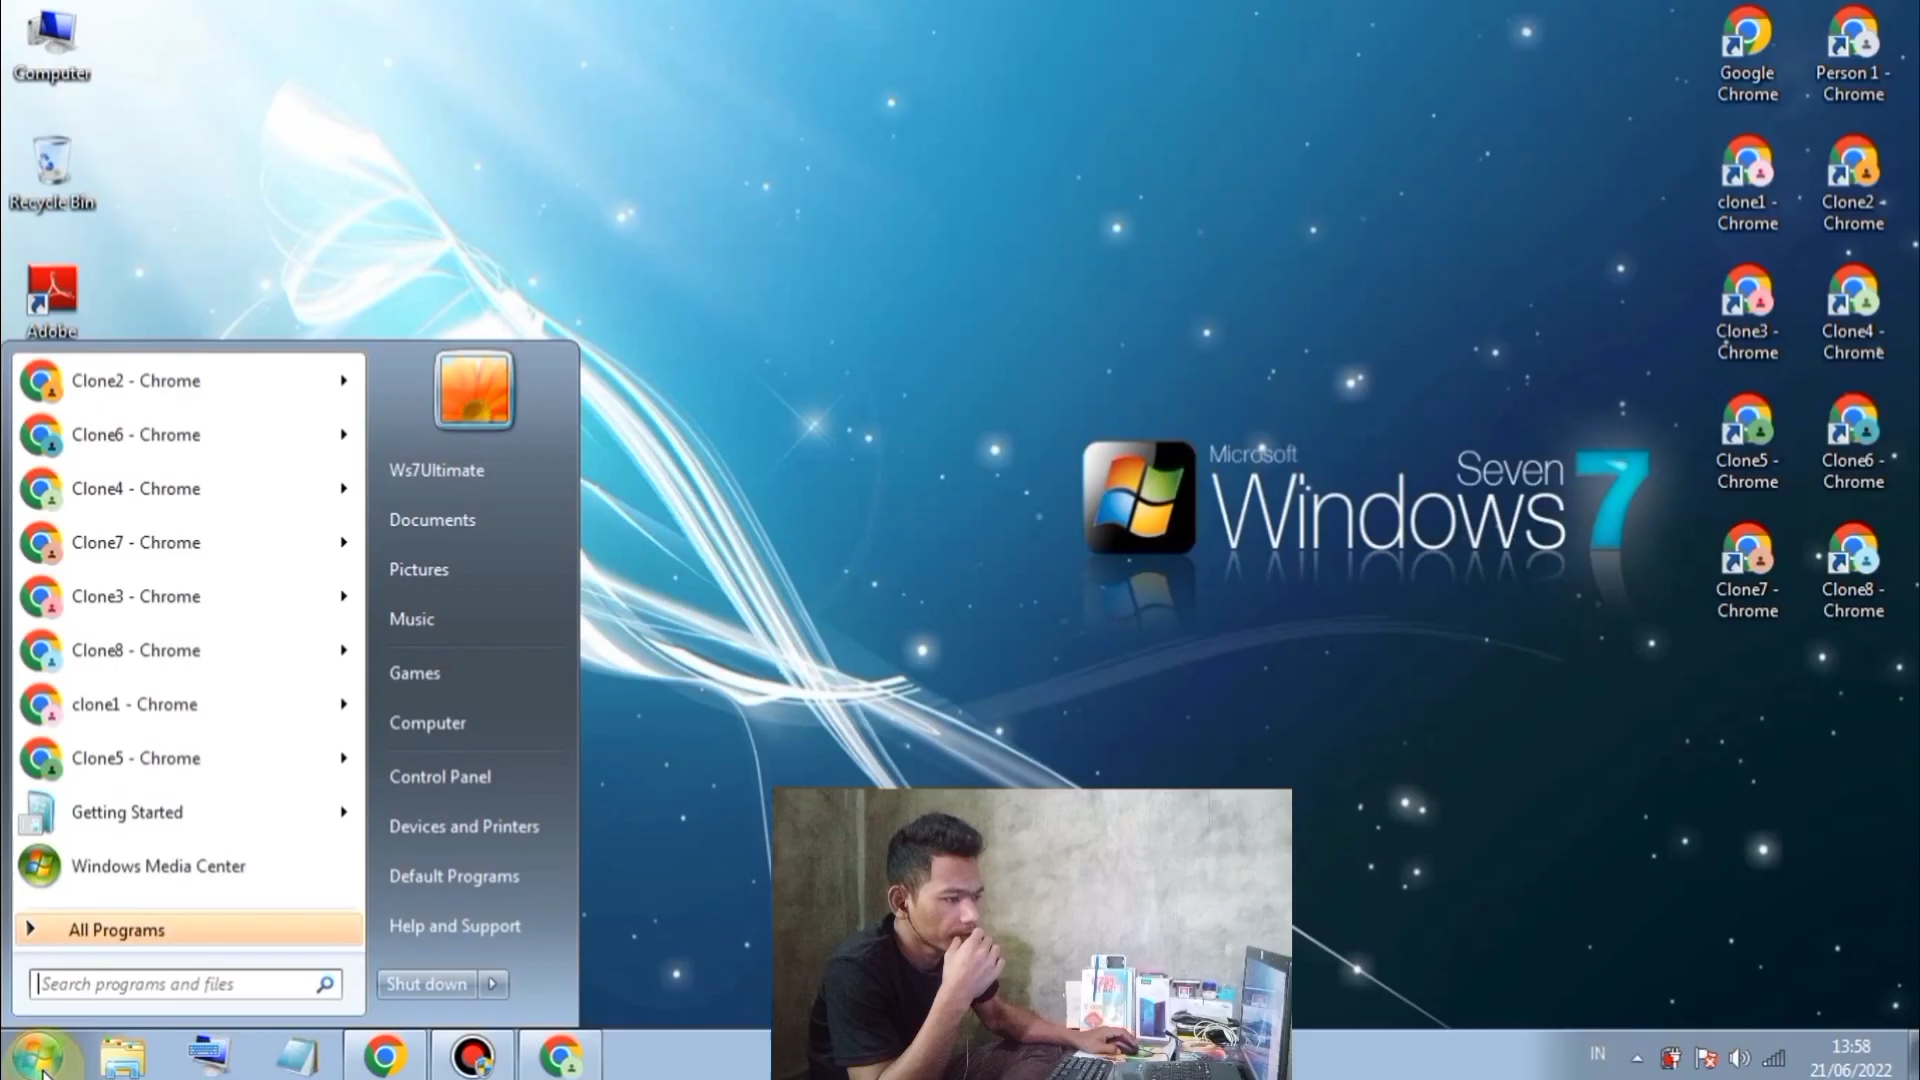 Computer
Recycle Bin
Adobe
Google
Chrome
Person 1 -
Chrome
clone1 -
Chrome
Clone2 -
Chrome
Clone3 -
Chrome
Clone4 -
Chrome
Clone5 -
Chrome
Clone6 -
Chrome
Clone7 -
Chrome
Clone8 -
Chrome
Microsoft
Windows
Seven
7
Clone2 - Chrome
Clone6 - Chrome
Clone4 - Chrome
Clone7 - Chrome
Clone3 - Chrome
Clone8 - Chrome
clone1 - Chrome
Clone5 - Chrome
Getting Started
Windows Media Center
All Programs
Search programs and files
Ws7Ultimate
Documents
Pictures
Music
Games
Computer
Control Panel
Devices and Printers
Default Programs
Help and Support
Shut down
IN
13:58
21/06/2022